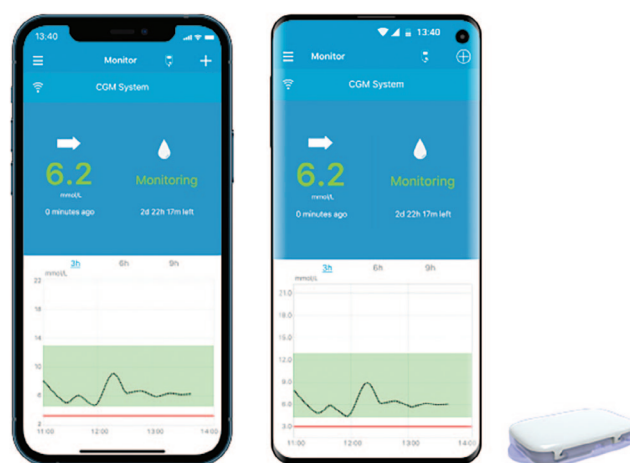 13:40
Monitor
CGM System
6.2
mmol/L
0 minutes ago
Monitoring
2d 22h 17m left
3h 6h 9h
mmol/L
22
18
14
10
6
2
11:00 12:00 13:00 14:00
13:40
Monitor
CGM System
6.2
mmol/L
0 minutes ago
Monitoring
2d 22h 17m left
3h 6h 9h
mmol/L
21.0
18.0
15.0
12.0
9.0
6.0
3.0
11:00 12:00 13:00 14:00